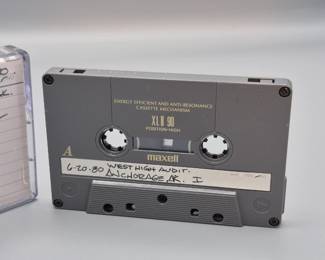 ENERGY EFFICIENT AND ANTI-RESONANCE
CASSETTE MECHANISM
XLII 90
POSITION•HIGH
maxell
A
6-20-80 WEST HIGH AUDIT.
ANCHORAGE, AK. I